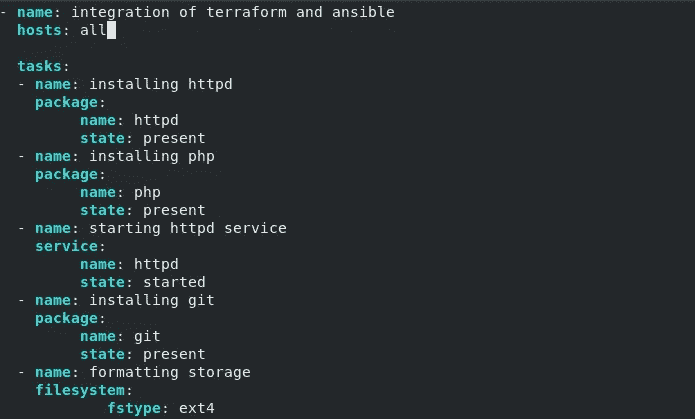 - name: integration of terraform and ansible
  hosts: all

  tasks:
  - name: installing httpd
    package:
         name: httpd
         state: present
  - name: installing php
    package:
         name: php
         state: present
  - name: starting httpd service
    service:
         name: httpd
         state: started
  - name: installing git
    package:
         name: git
         state: present
  - name: formatting storage
    filesystem:
            fstype: ext4